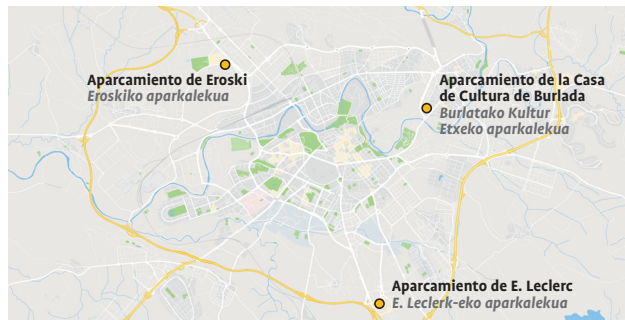 Aparcamiento de Eroski
Eroskiko aparkalekua
Aparcamiento de la Casa
de Cultura de Burlada
Burlatako Kultur
Etxeko aparkalekua
Aparcamiento de E. Leclerc
E. Leclerk-eko aparkalekua